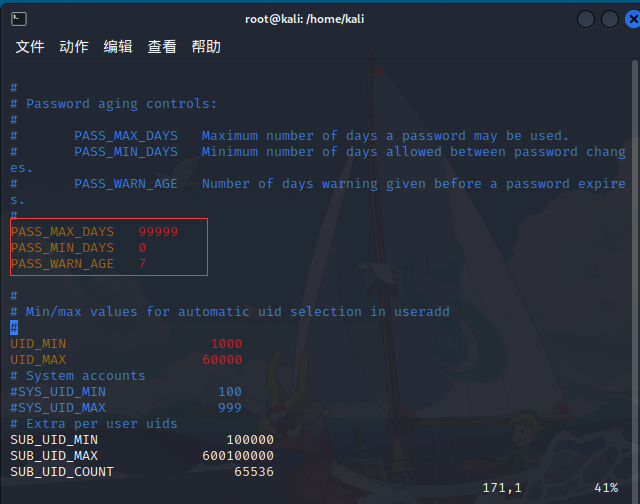 root@kali: /home/kali
文件 动作 编辑 查看 帮助
#
# Password aging controls:
#
#       PASS_MAX_DAYS   Maximum number of days a password may be used.
#       PASS_MIN_DAYS   Minimum number of days allowed between password chang
es.
#       PASS_WARN_AGE   Number of days warning given before a password expire
s.
#
PASS_MAX_DAYS   99999
PASS_MIN_DAYS   0
PASS_WARN_AGE   7
#
# Min/max values for automatic uid selection in useradd
#
UID_MIN                  1000
UID_MAX                 60000
# System accounts
#SYS_UID_MIN              100
#SYS_UID_MAX              999
# Extra per user uids
SUB_UID_MIN                100000
SUB_UID_MAX             600100000
SUB_UID_COUNT               65536
171,1         41%